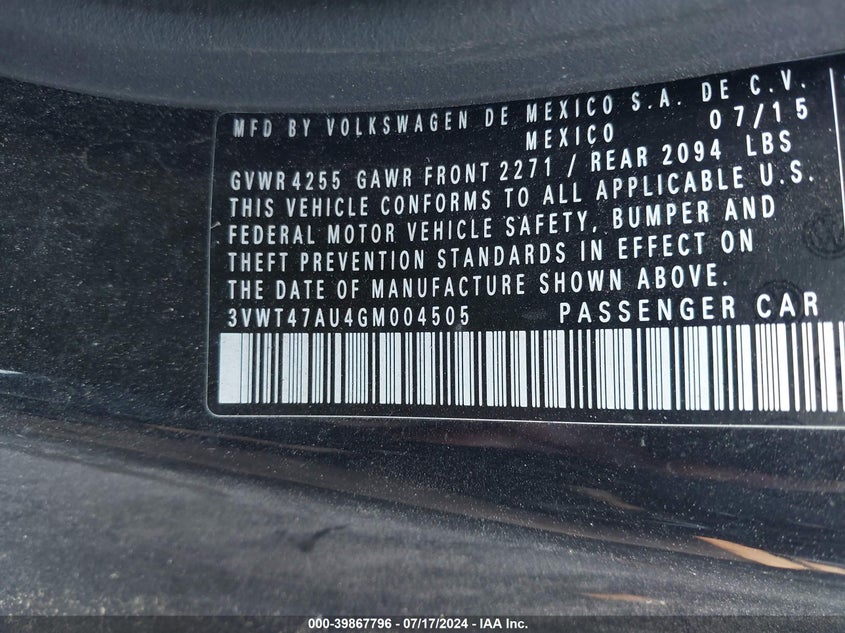 MFD BY VOLKSWAGEN DE MEXICO S.A. DE C.V.
MEXICO 07/15
GVWR 4255 GAWR FRONT 2271 / REAR 2094 LBS
THIS VEHICLE CONFORMS TO ALL APPLICABLE U.S.
FEDERAL MOTOR VEHICLE SAFETY, BUMPER AND
THEFT PREVENTION STANDARDS IN EFFECT ON
THE DATE OF MANUFACTURE SHOWN ABOVE.
3VWT47AU4GM004505 PASSENGER CAR
000-39867796 - 07/17/2024 - IAA Inc.